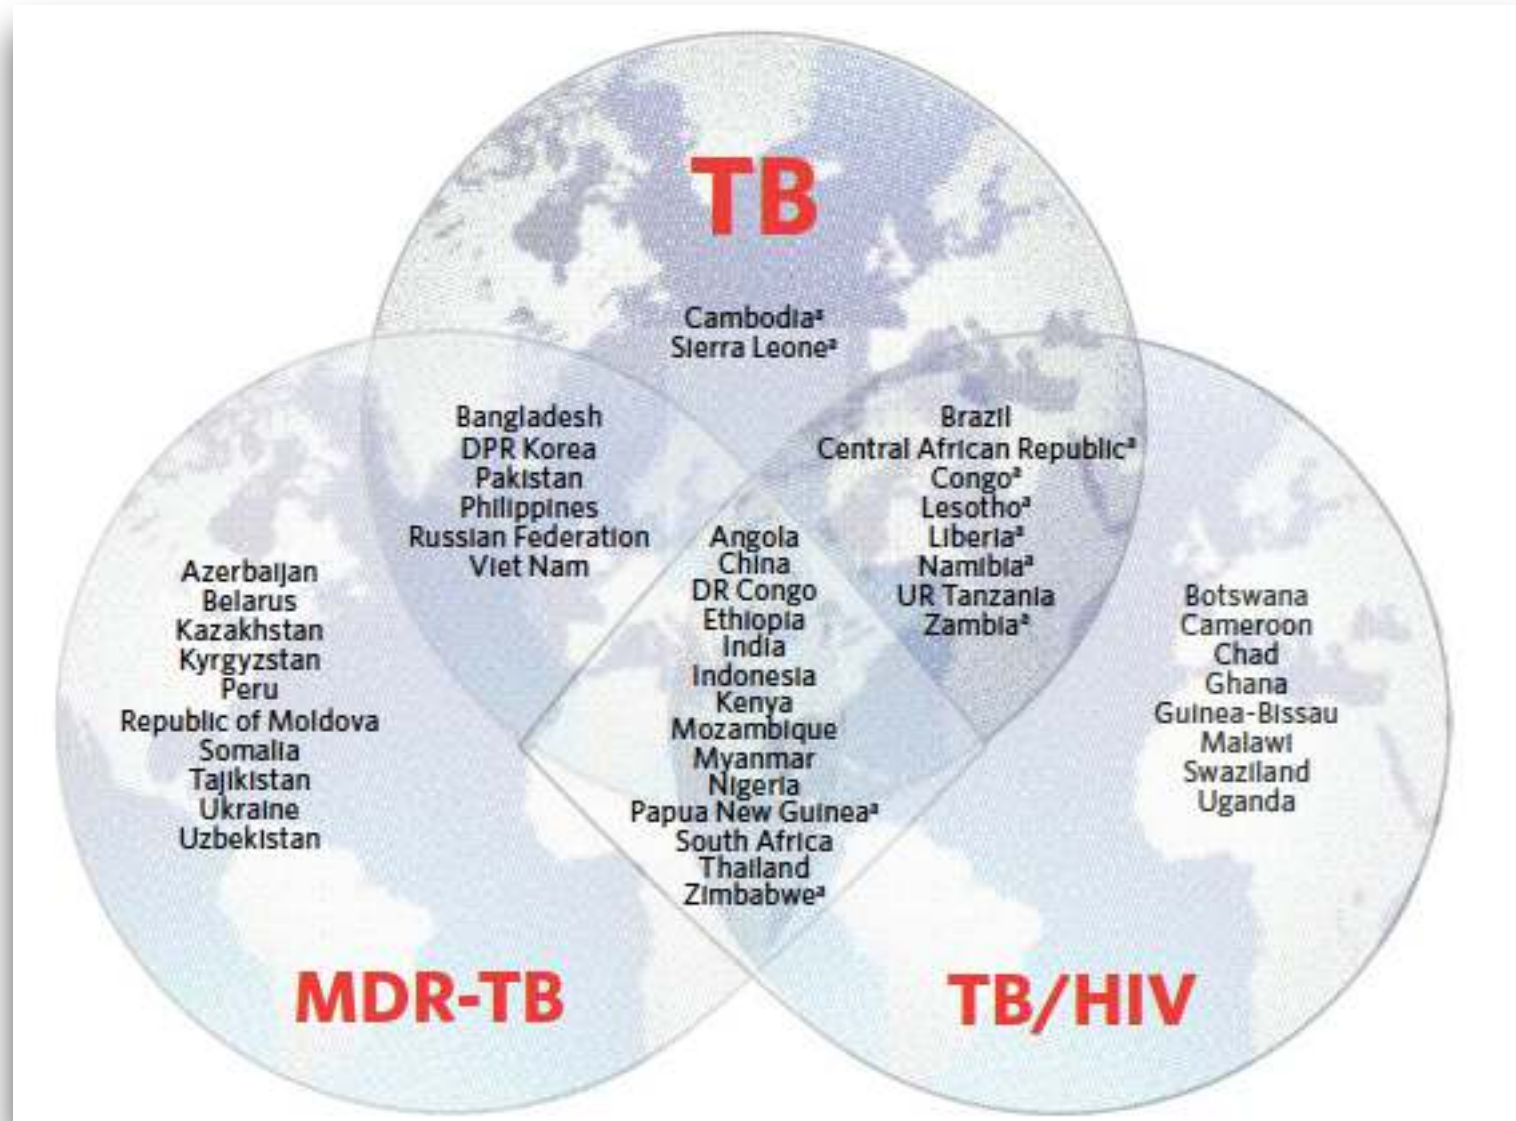 TB
Cambodiaª
Sierra Leoneª
Bangladesh
DPR Korea
Pakistan
Philippines
Russian Federation
Viet Nam
Brazil
Central African Republicª
Congoª
Lesothoª
Liberiaª
Namibiaª
UR Tanzania
Zambiaª
Angola
China
DR Congo
Ethiopia
India
Indonesia
Kenya
Mozambique
Myanmar
Nigeria
Papua New Guineaª
South Africa
Thailand
Zimbabweª
Azerbaijan
Belarus
Kazakhstan
Kyrgyzstan
Peru
Republic of Moldova
Somalia
Tajikistan
Ukraine
Uzbekistan
Botswana
Cameroon
Chad
Ghana
Guinea-Bissau
Malawi
Swaziland
Uganda
MDR-TB
TB/HIV